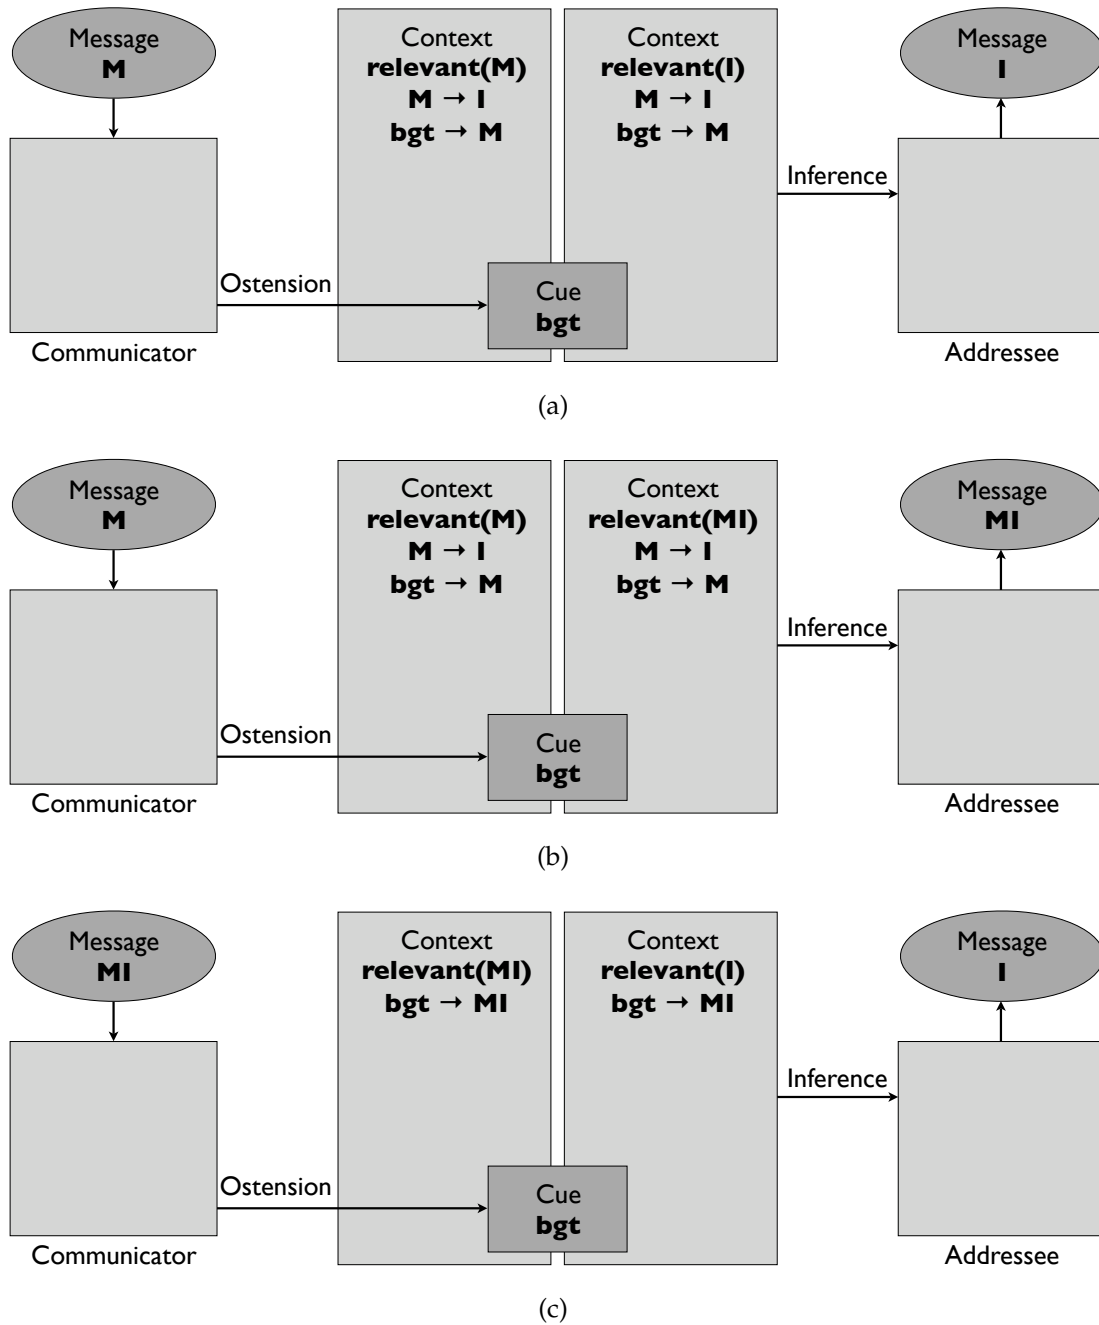 Message
M
Context
relevant(M)
M → I
bgt → M
Context
relevant(I)
M → I
bgt → M
Message
I
Inference
Ostension
Cue
bgt
Communicator
Addressee
(a)
Message
M
Context
relevant(M)
M → I
bgt → M
Context
relevant(MI)
M → I
bgt → M
Message
MI
Inference
Ostension
Cue
bgt
Communicator
Addressee
(b)
Message
MI
Context
relevant(MI)
bgt → MI
Context
relevant(I)
bgt → MI
Message
I
Inference
Ostension
Cue
bgt
Communicator
Addressee
(c)